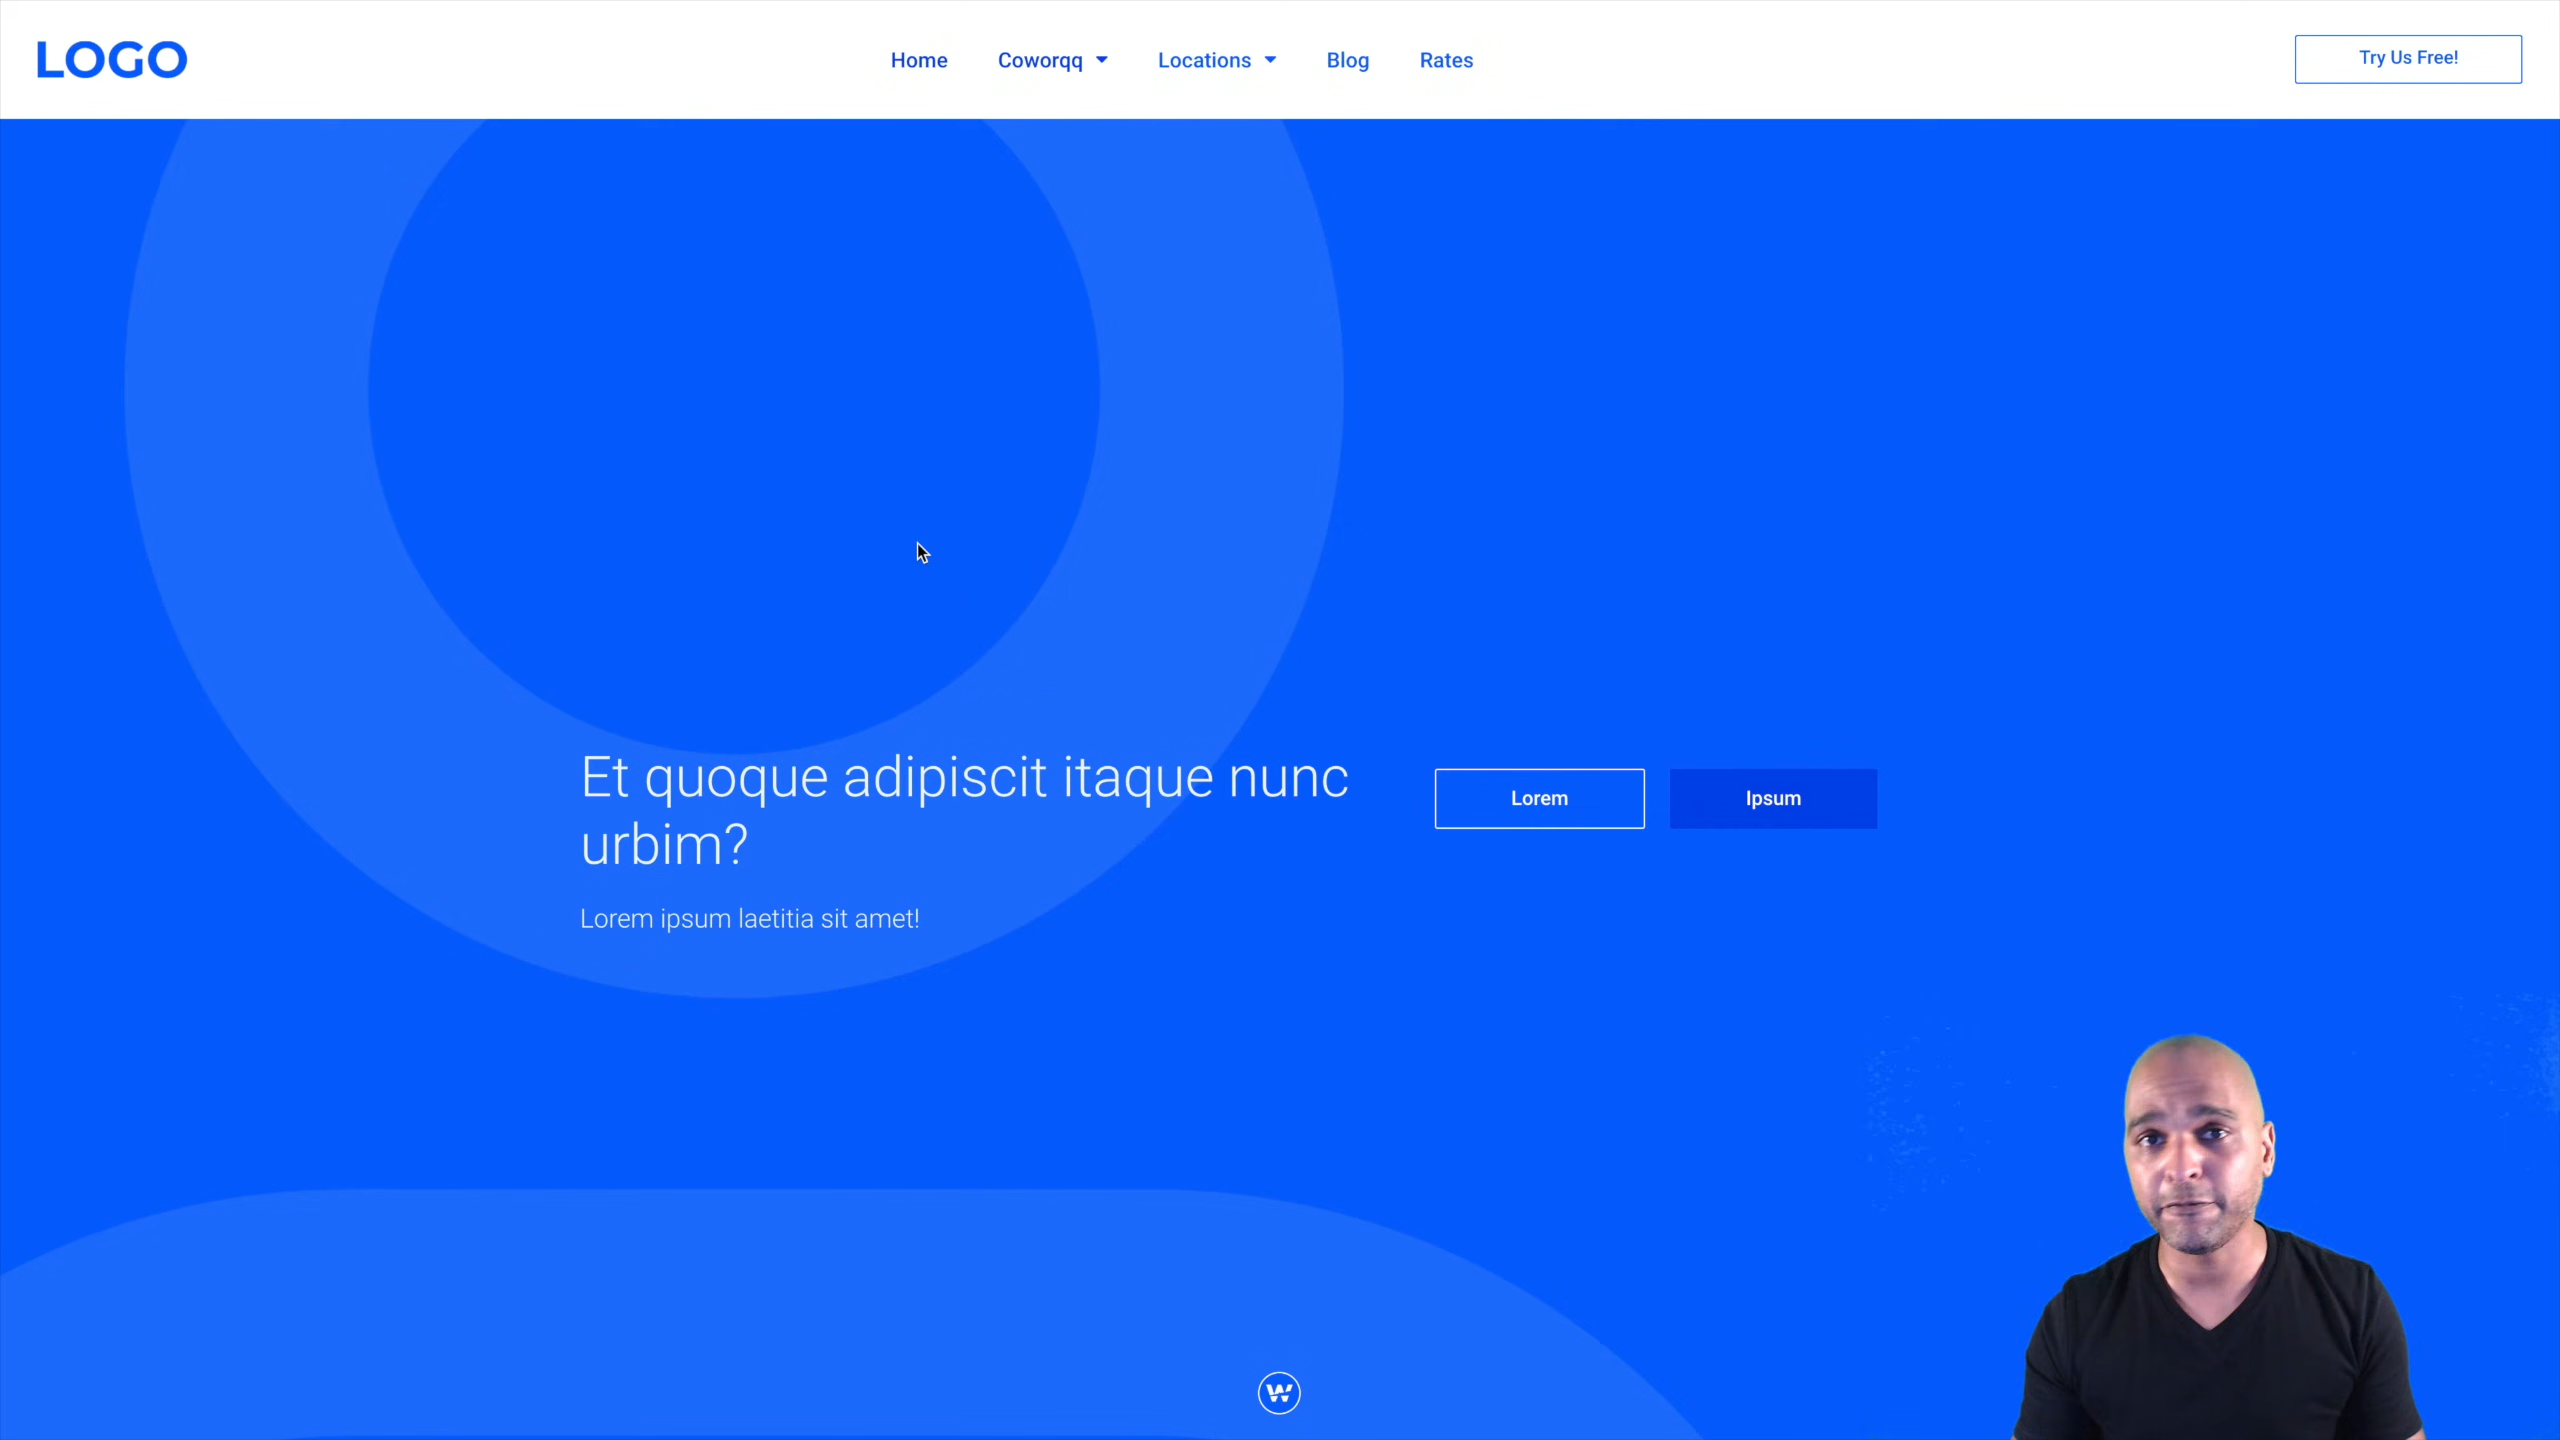 LOGO
Home
Coworqq
Locations
Blog
Rates
Try Us Free!
Et quoque adipiscit itaque nunc
urbim?
Lorem
Ipsum
Lorem ipsum laetitia sit amet!
W